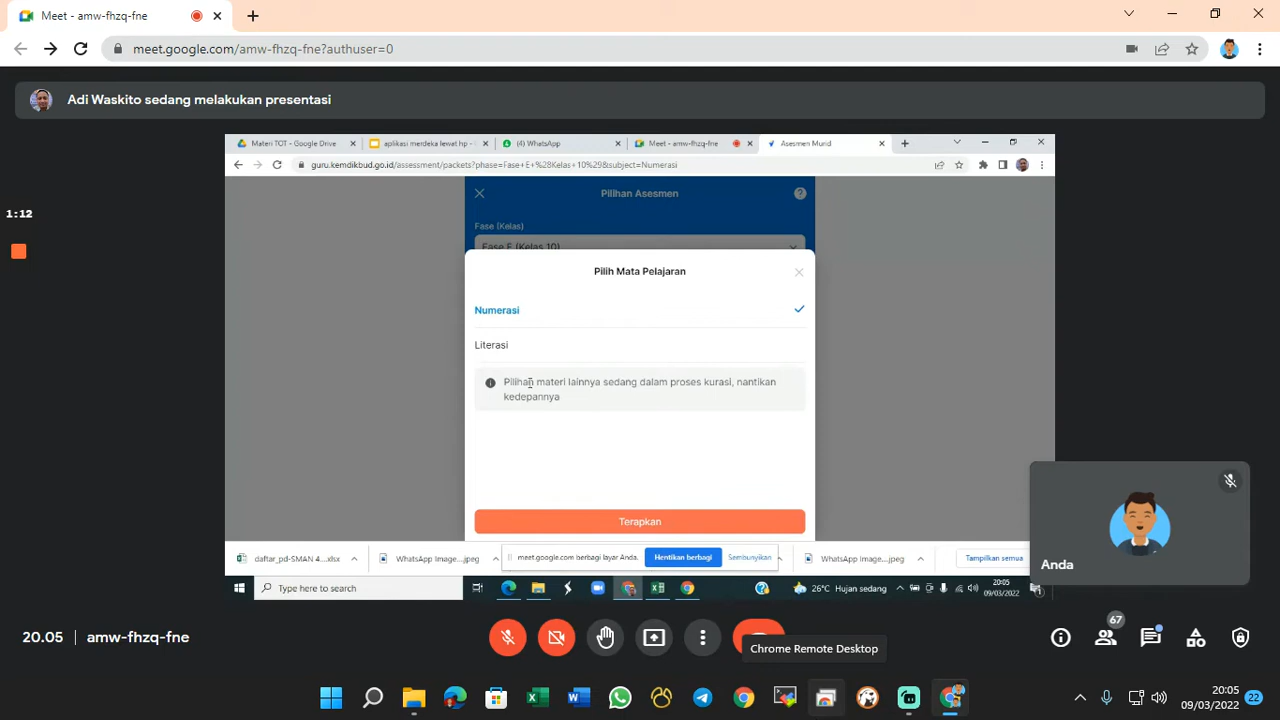 Meet - amw-fhzq-fne
meet.google.com/amw-fhzq-fne?authuser=0
Adi Waskito sedang melakukan presentasi
Materi TOT - Google Drive
aplikasi merdeka lewat hp -
(4) WhatsApp
Meet - amw-fhzq-fne
Asesmen Murid
guru.kemdikbud.go.id/assessment/packets?phase=Fase+E+%28Kelas+10%29&subject=Numerasi
1:12
Pilihan Asesmen
Fase (Kelas)
Fase E (Kelas 10)
Pilih Mata Pelajaran
Numerasi
Literasi
Pilihan materi lainnya sedang dalam proses kurasi, nantikan
kedepannya
Terapkan
daftar_pd-SMAN 4....xlsx
WhatsApp Image....jpeg
meet.google.com berbagi layar Anda.
Hentikan berbagi
Sembunyikan
WhatsApp Image....jpeg
Tampilkan semua
Anda
Type here to search
26°C Hujan sedang
20:05
09/03/2022
20.05
amw-fhzq-fne
67
Chrome Remote Desktop
20:05
09/03/2022
22